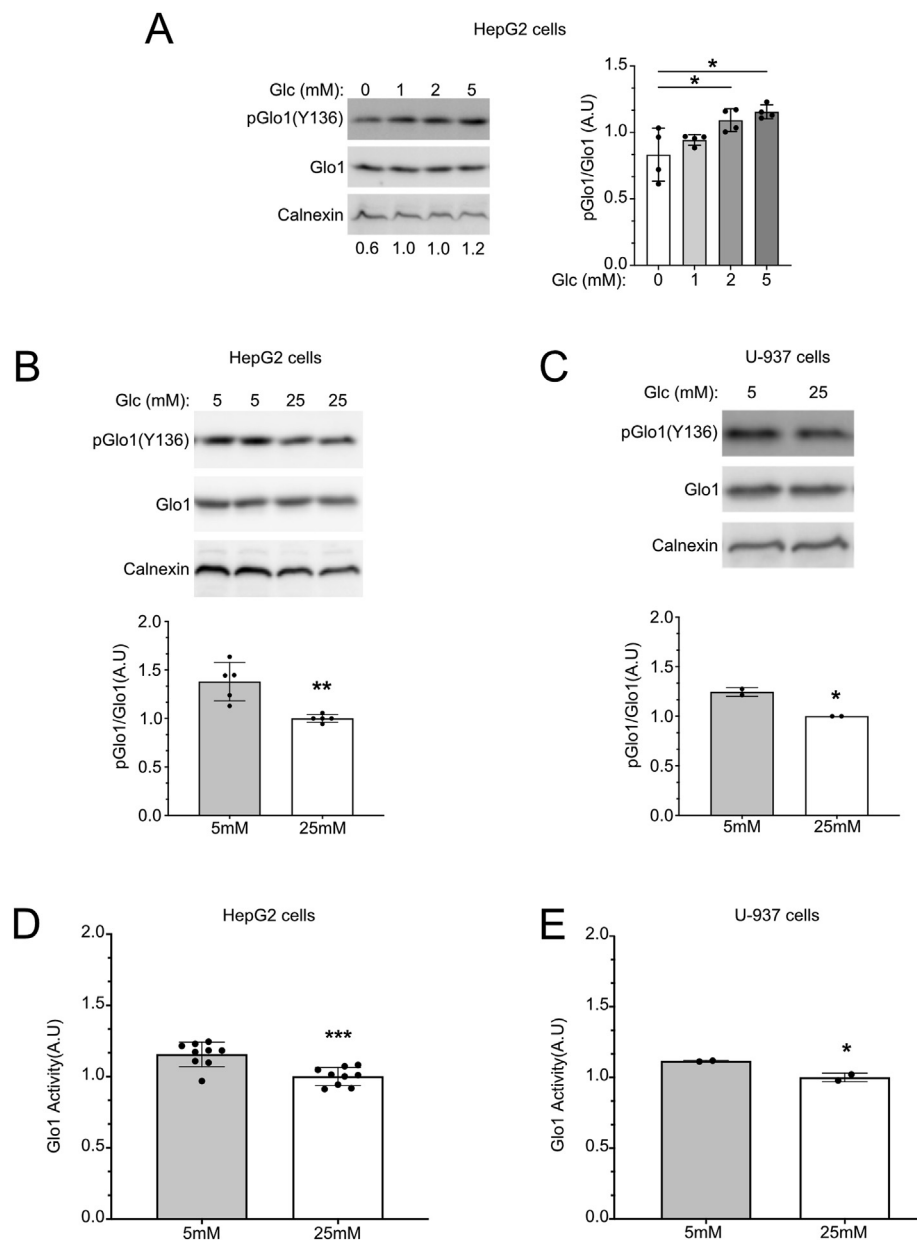 A
HepG2 cells
Glc (mM): 0 1 2 5
pGlo1(Y136)
Glo1
Calnexin
0.6 1.0 1.0 1.2
pGlo1/Glo1 (A.U)
1.5
1.0
0.5
0.0
* 
*
Glc (mM): 0 1 2 5
B
HepG2 cells
Glc (mM): 5 5 25 25
pGlo1(Y136)
Glo1
Calnexin
pGlo1/Glo1(A.U)
2.0
1.5
1.0
0.5
0.0
**
5mM 25mM
C
U-937 cells
Glc (mM): 5 25
pGlo1(Y136)
Glo1
Calnexin
pGlo1/Glo1(A.U)
2.0
1.5
1.0
0.5
0.0
*
5mM 25mM
D
HepG2 cells
Glo1 Activity(A.U)
2.0
1.5
1.0
0.5
0.0
***
5mM 25mM
E
U-937 cells
Glo1 Activity(A.U)
2.0
1.5
1.0
0.5
0.0
*
5mM 25mM